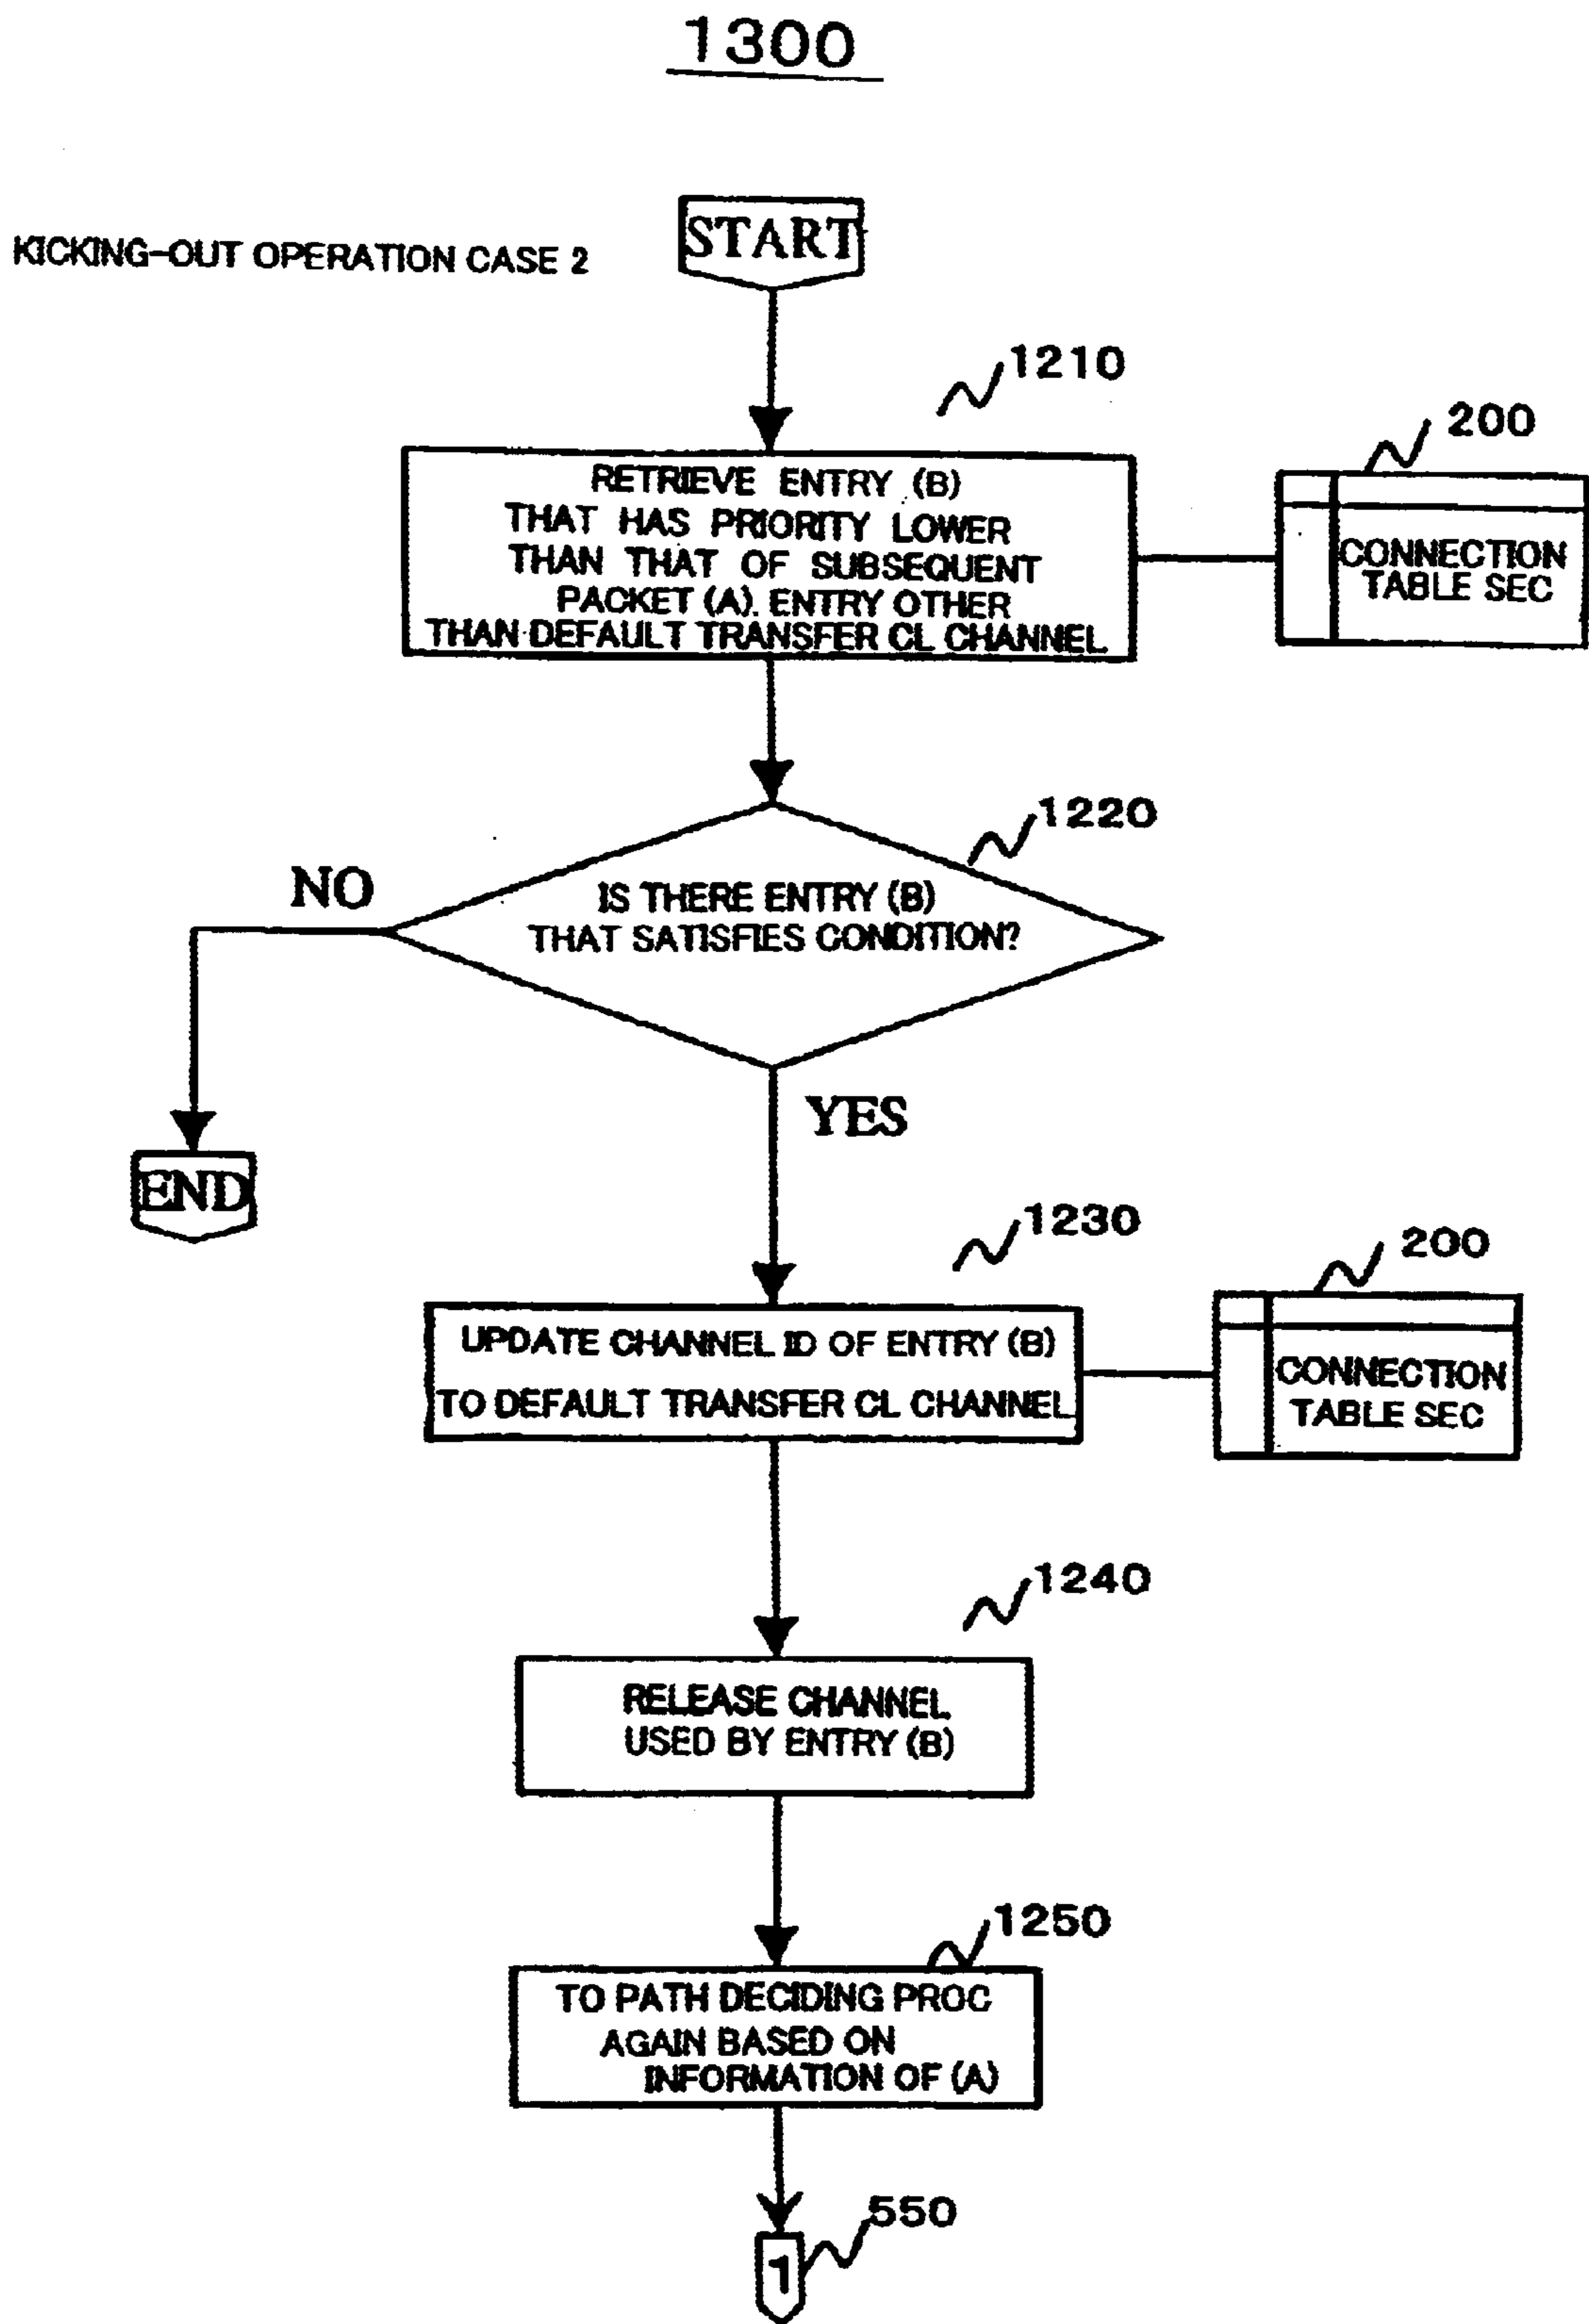 1300
KICKING-OUT OPERATION CASE 2
START
1210
RETRIEVE ENTRY (B)
THAT HAS PRIORITY LOWER
THAN THAT OF SUBSEQUENT
PACKET (A). ENTRY OTHER
THAN DEFAULT TRANSFER CL CHANNEL
200
CONNECTION
TABLE SEC
1220
IS THERE ENTRY (B)
THAT SATISFIES CONDITION?
NO
YES
END
1230
UPDATE CHANNEL ID OF ENTRY (B)
TO DEFAULT TRANSFER CL CHANNEL
200
CONNECTION
TABLE SEC
1240
RELEASE CHANNEL
USED BY ENTRY (B)
1250
TO PATH DECIDING PROC
AGAIN BASED ON
INFORMATION OF (A)
550
1